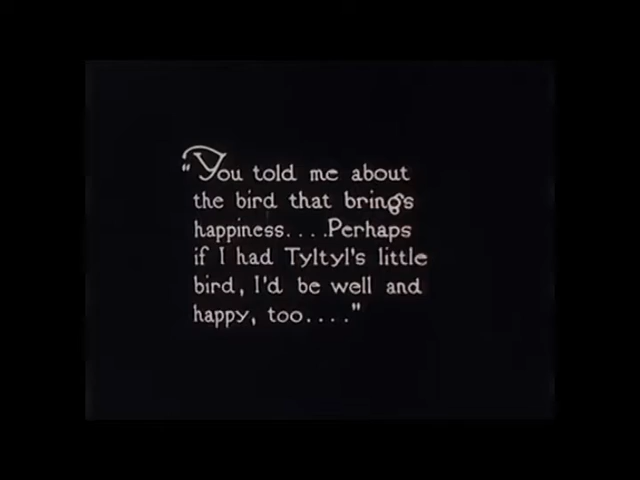 "You told me about
the bird that brings
happiness....Perhaps
if I had Tyltyl's little
bird, I'd be well and
happy, too...."